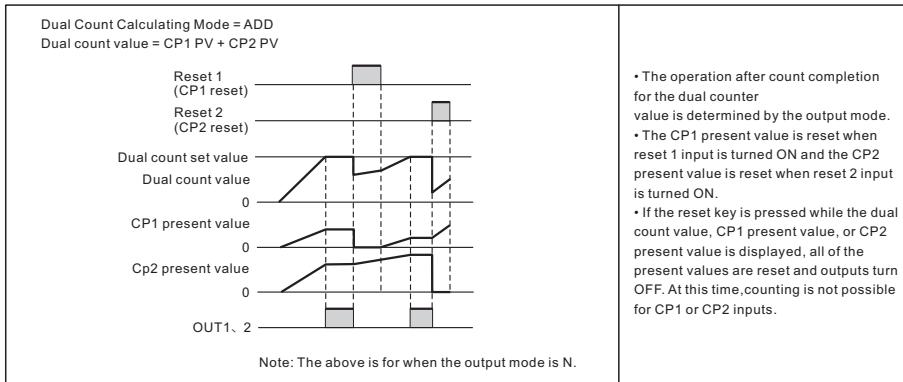 Dual Count Calculating Mode = ADD
Dual count value = CP1 PV + CP2 PV
Reset 1
(CP1 reset)
Reset 2
(CP2 reset)
Dual count set value
Dual count value
0
CP1 present value
0
Cp2 present value
0
OUT1、2
Note: The above is for when the output mode is N.
• The operation after count completion
for the dual counter
value is determined by the output mode.
• The CP1 present value is reset when
reset 1 input is turned ON and the CP2
present value is reset when reset 2 input
is turned ON.
• If the reset key is pressed while the dual
count value, CP1 present value, or CP2
present value is displayed, all of the
present values are reset and outputs turn
OFF. At this time,counting is not possible
for CP1 or CP2 inputs.